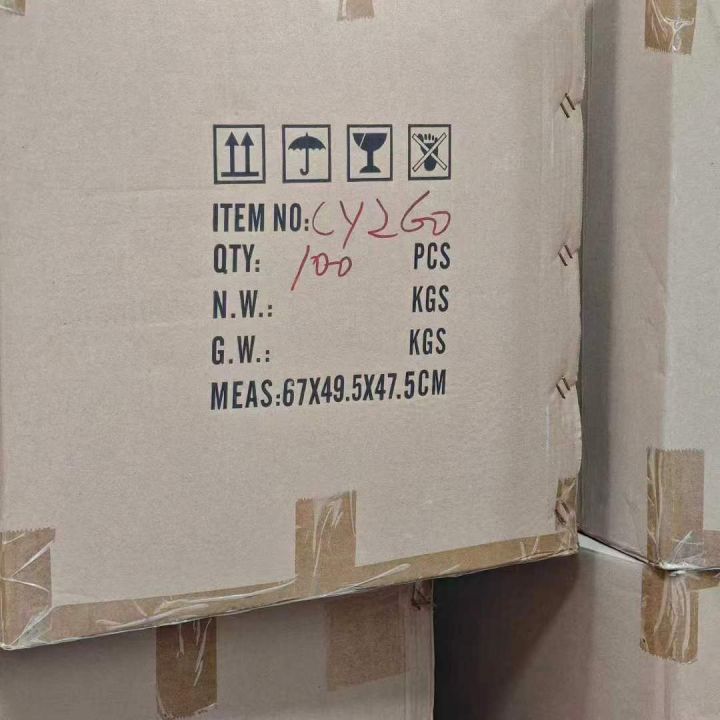 ITEM NO: CY260
QTY: 100 PCS
N.W.: KGS
G.W.: KGS
MEAS:67X49.5X47.5CM